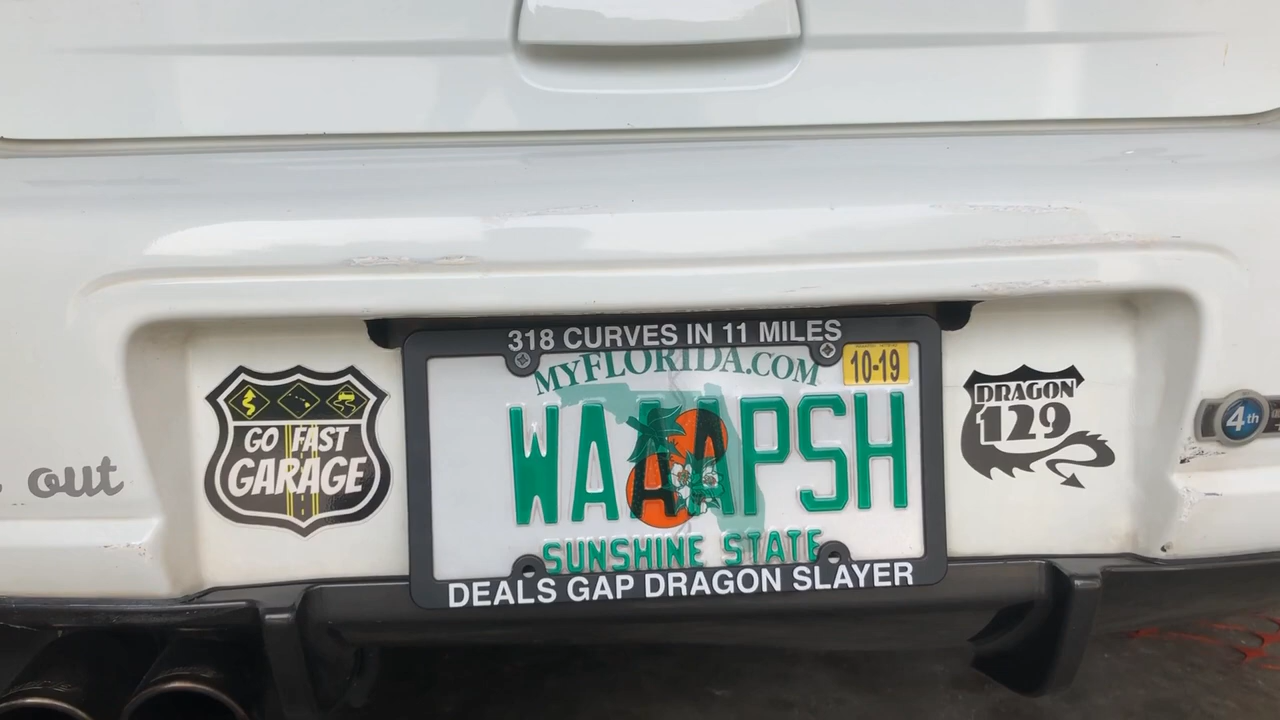 318 CURVES IN 11 MILES
MYFLORIDA.COM
10-19
WAAAPSH
SUNSHINE STATE
DEALS GAP DRAGON SLAYER
GO FAST
GARAGE
out
DRAGON
129
4th